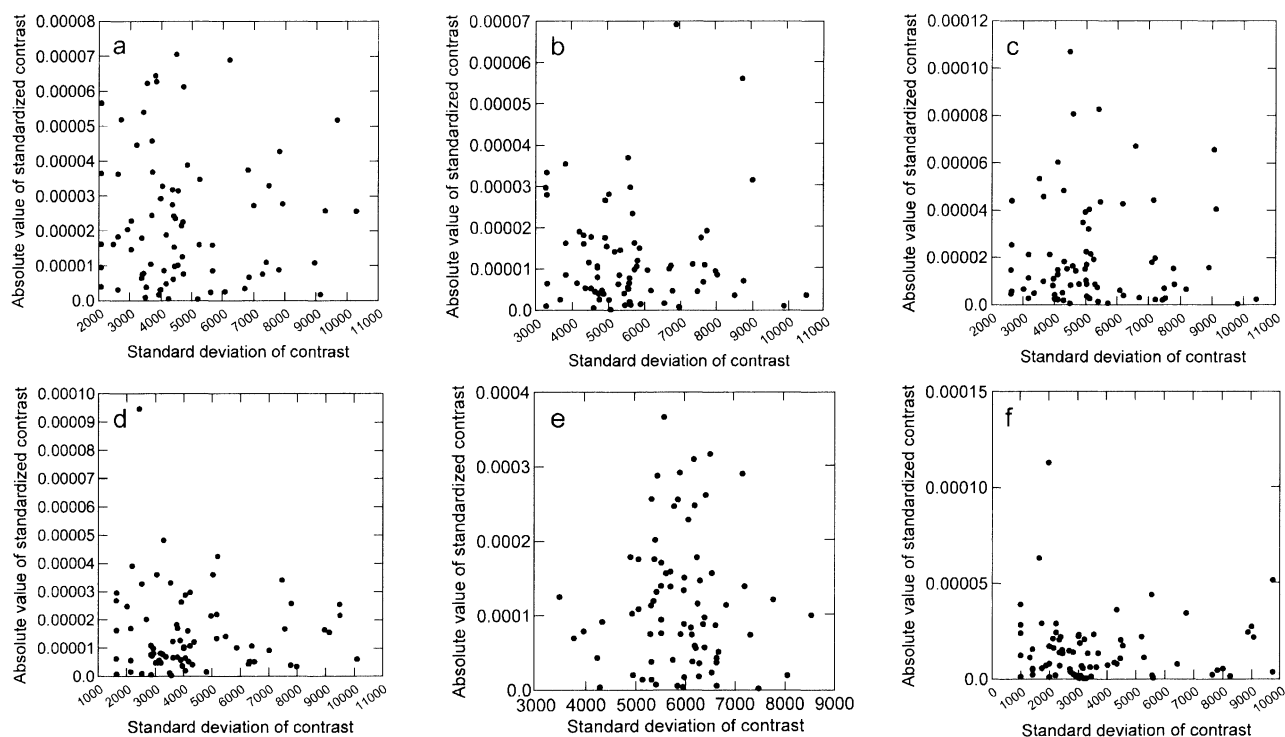 a
Absolute value of standardized contrast
0.00008
0.00007
0.00006
0.00005
0.00004
0.00003
0.00002
0.00001
0.0
2000 3000 4000 5000 6000 7000 8000 9000 10000 11000
Standard deviation of contrast
b
Absolute value of standardized contrast
0.00007
0.00006
0.00005
0.00004
0.00003
0.00002
0.00001
0.0
3000 4000 5000 6000 7000 8000 9000 10000 11000
Standard deviation of contrast
c
Absolute value of standardized contrast
0.00012
0.00010
0.00008
0.00006
0.00004
0.00002
0.0
2000 3000 4000 5000 6000 7000 8000 9000 10000 11000
Standard deviation of contrast
d
Absolute value of standardized contrast
0.00010
0.00009
0.00008
0.00007
0.00006
0.00005
0.00004
0.00003
0.00002
0.00001
0.0
1000 2000 3000 4000 5000 6000 7000 8000 9000 10000 11000
Standard deviation of contrast
e
Absolute value of standardized contrast
0.0004
0.0003
0.0002
0.0001
0.0
3000 4000 5000 6000 7000 8000 9000
Standard deviation of contrast
f
Absolute value of standardized contrast
0.00015
0.00010
0.00005
0.0
0 1000 2000 3000 4000 5000 6000 7000 8000 9000 10000
Standard deviation of contrast